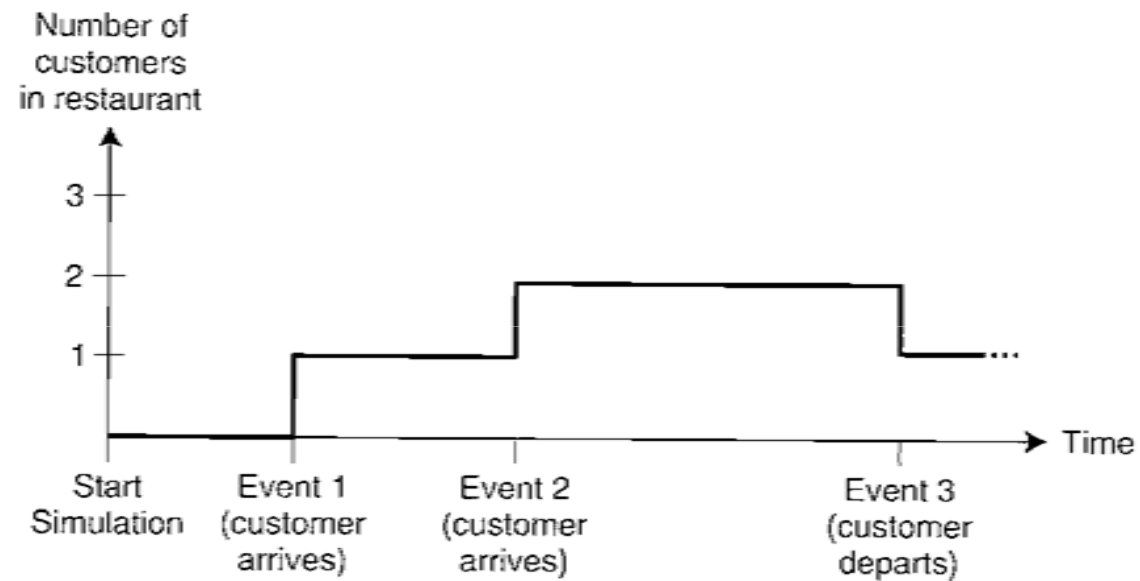 Number of
customers
in restaurant
3
2
1
Time
Start
Simulation
Event 1
(customer
arrives)
Event 2
(customer
arrives)
Event 3
(customer
departs)